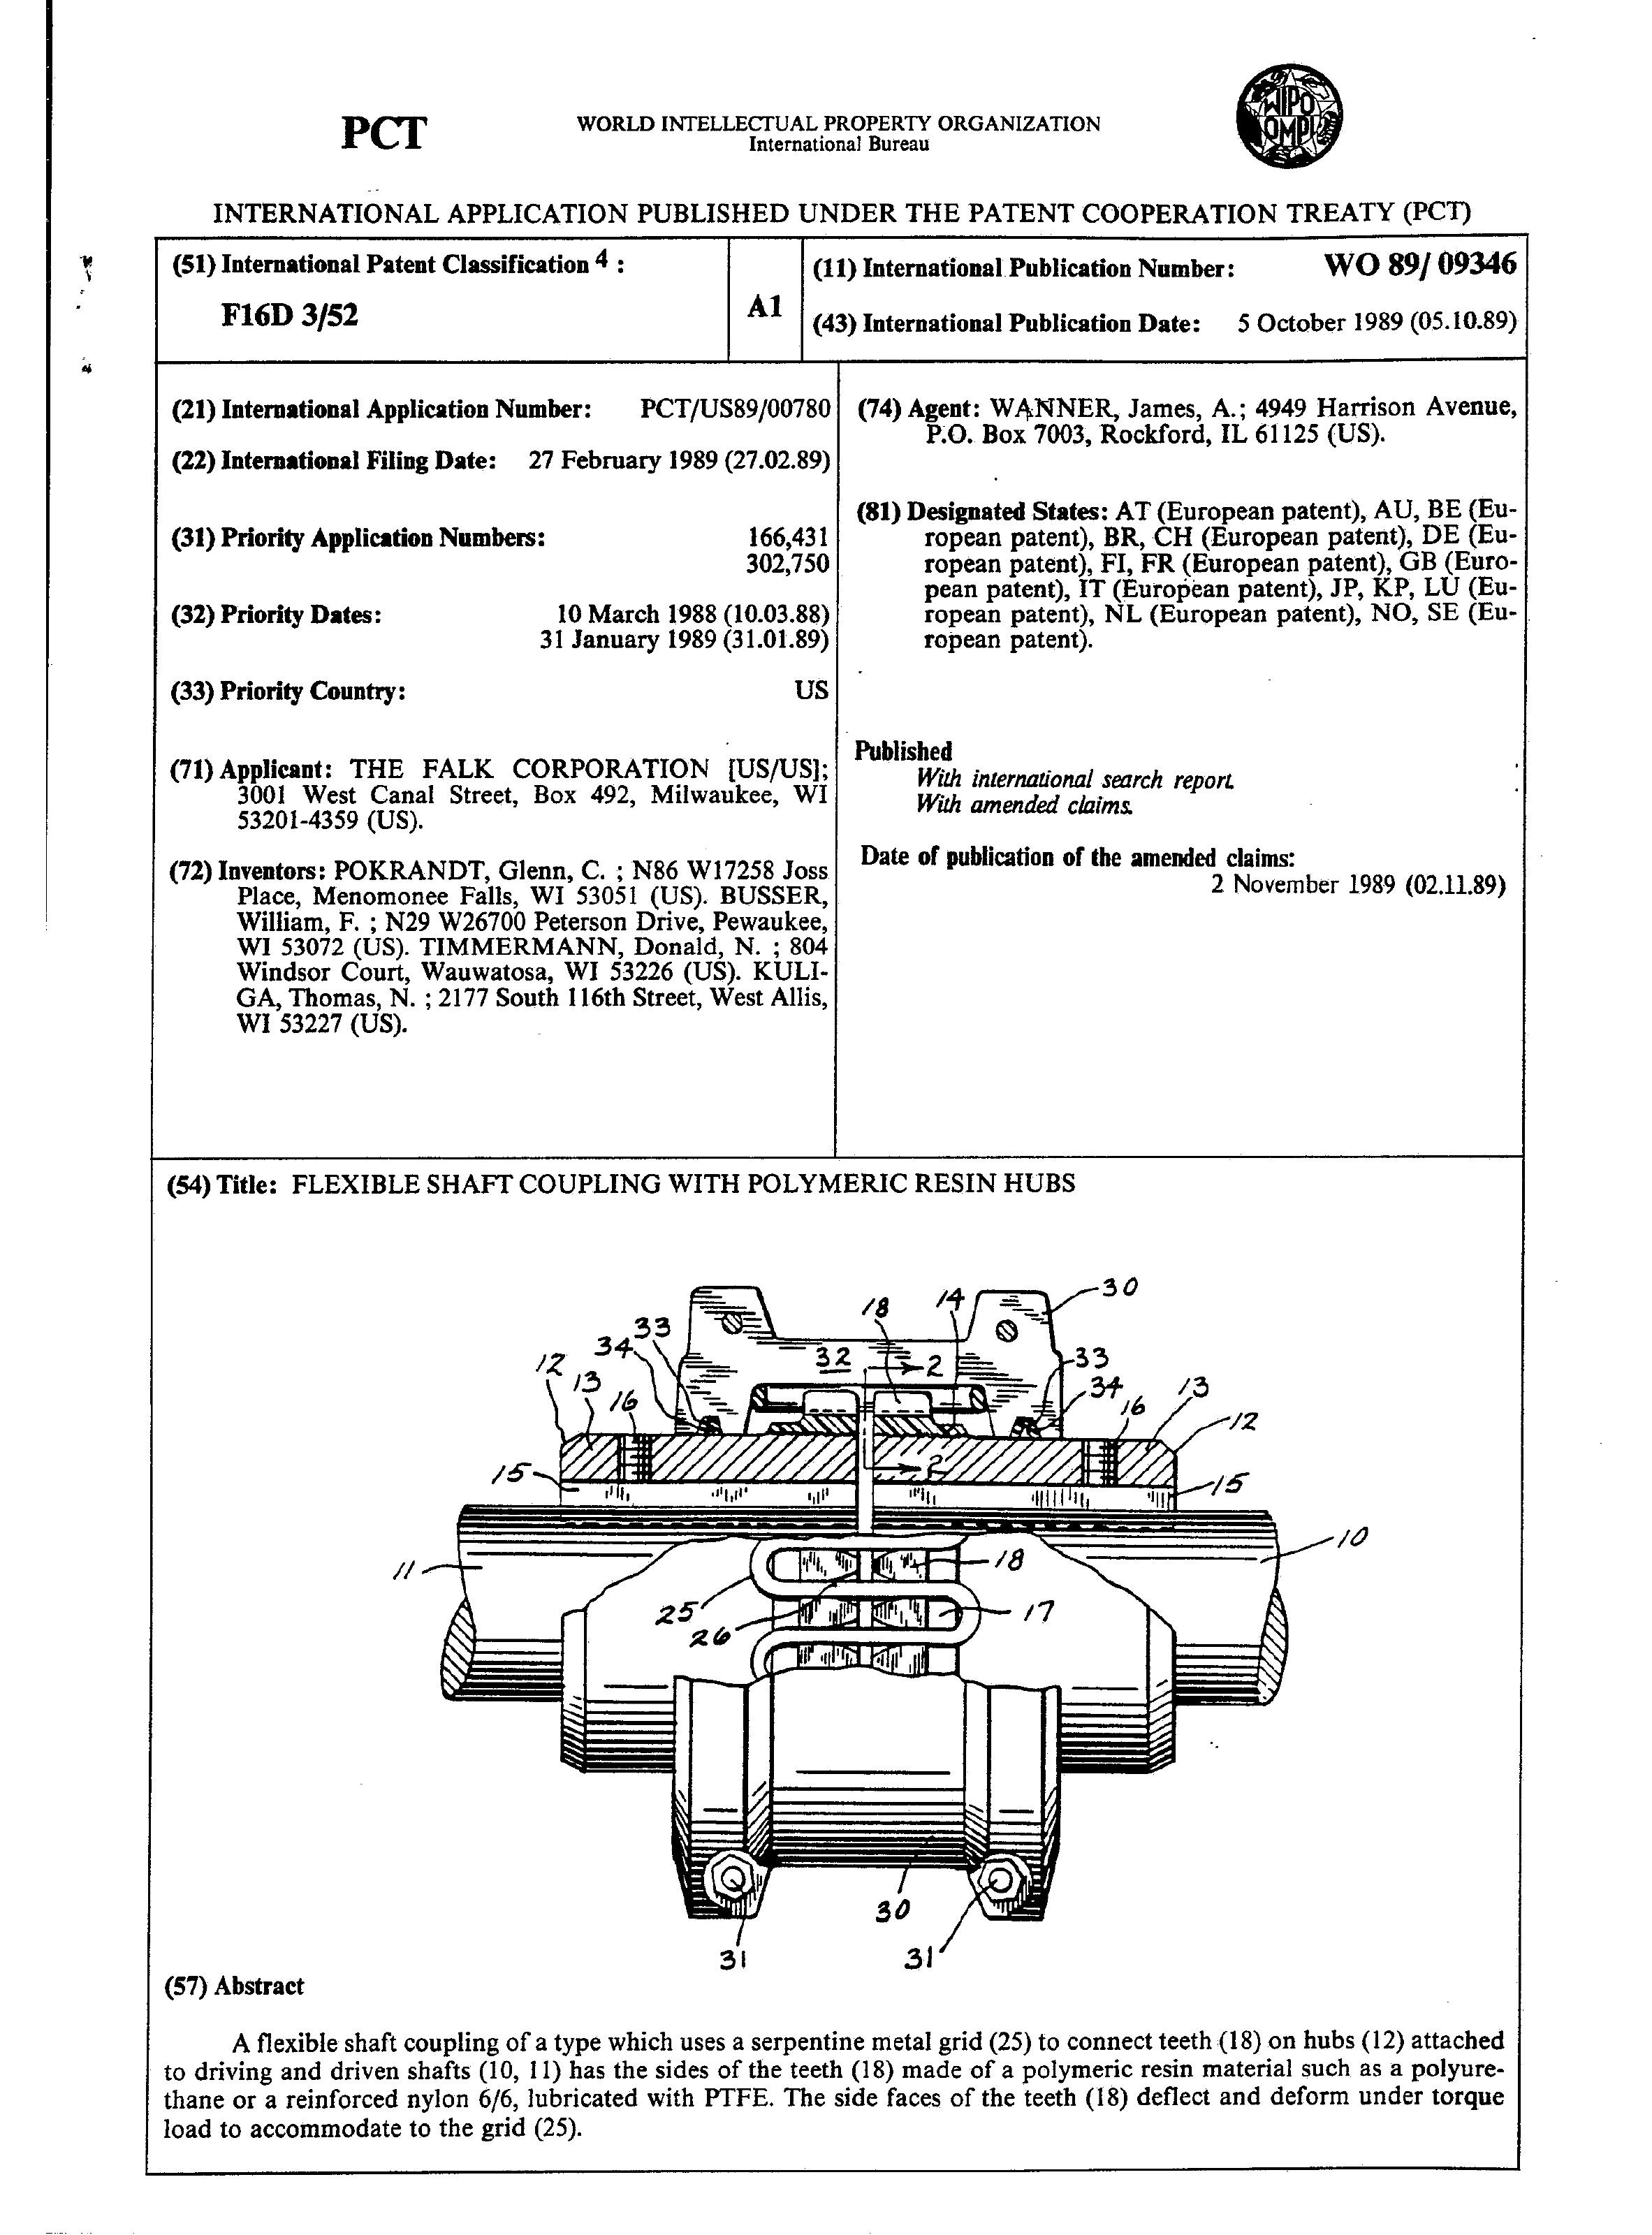 PCT
WORLD INTELLECTUAL PROPERTY ORGANIZATION
International Bureau
WIPO
OMPI
INTERNATIONAL APPLICATION PUBLISHED UNDER THE PATENT COOPERATION TREATY (PCT)
(51) International Patent Classification 4 :
F16D 3/52
A1
(11) International Publication Number: WO 89/ 09346
(43) International Publication Date: 5 October 1989 (05.10.89)
(21) International Application Number: PCT/US89/00780
(22) International Filing Date: 27 February 1989 (27.02.89)
(31) Priority Application Numbers: 166,431
302,750
(32) Priority Dates: 10 March 1988 (10.03.88)
31 January 1989 (31.01.89)
(33) Priority Country: US
(71) Applicant: THE FALK CORPORATION [US/US];
3001 West Canal Street, Box 492, Milwaukee, WI
53201-4359 (US).
(72) Inventors: POKRANDT, Glenn, C. ; N86 W17258 Joss
Place, Menomonee Falls, WI 53051 (US). BUSSER,
William, F. ; N29 W26700 Peterson Drive, Pewaukee,
WI 53072 (US). TIMMERMANN, Donald, N. ; 804
Windsor Court, Wauwatosa, WI 53226 (US). KULI-
GA, Thomas, N. ; 2177 South 116th Street, West Allis,
WI 53227 (US).
(74) Agent: WANNER, James, A.; 4949 Harrison Avenue,
P.O. Box 7003, Rockford, IL 61125 (US).
(81) Designated States: AT (European patent), AU, BE (Eu-
ropean patent), BR, CH (European patent), DE (Eu-
ropean patent), FI, FR (European patent), GB (Euro-
pean patent), IT (European patent), JP, KP, LU (Eu-
ropean patent), NL (European patent), NO, SE (Eu-
ropean patent).
Published
With international search report.
With amended claims.
Date of publication of the amended claims:
2 November 1989 (02.11.89)
(54) Title: FLEXIBLE SHAFT COUPLING WITH POLYMERIC RESIN HUBS
30
18 14
33
34 32 2 33
12 13 34 13
16 16 12
2
15 15
10
11 18
25 17
26
30
31 31
(57) Abstract
A flexible shaft coupling of a type which uses a serpentine metal grid (25) to connect teeth (18) on hubs (12) attached
to driving and driven shafts (10, 11) has the sides of the teeth (18) made of a polymeric resin material such as a polyure-
thane or a reinforced nylon 6/6, lubricated with PTFE. The side faces of the teeth (18) deflect and deform under torque
load to accommodate to the grid (25).